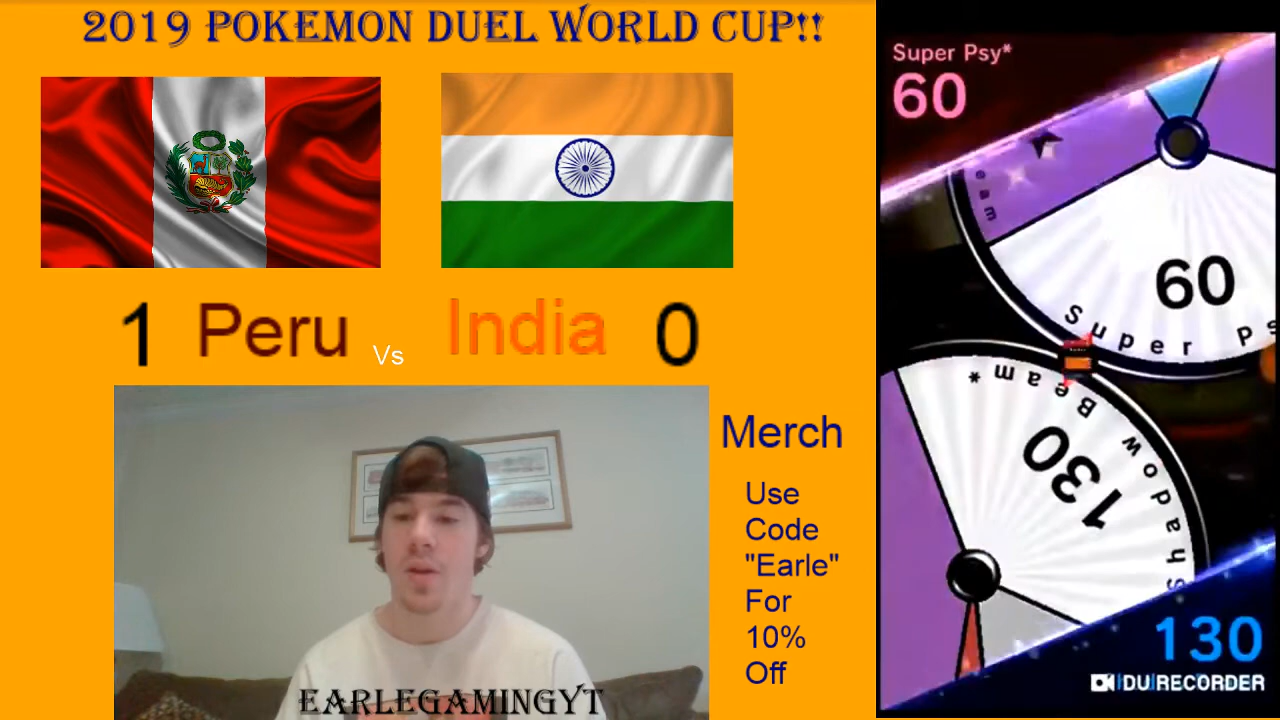 2019 POKEMON DUEL WORLD CUP!!
1 Peru Vs India 0
Merch
Use
Code
"Earle"
For
10%
Off
EARLEGAMINGYT
Super Psy*
60
eam
60
Super Ps
Shadow Beam*
130
130
DU RECORDER